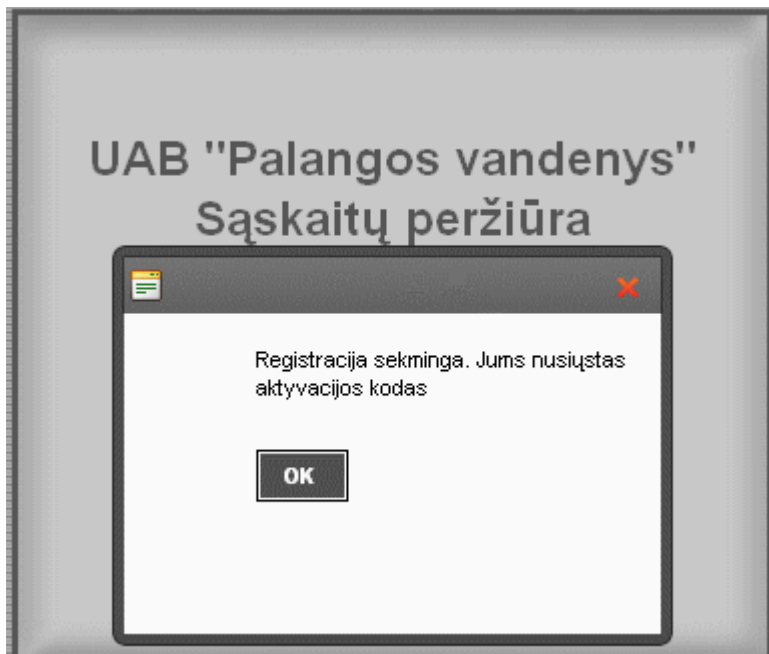 UAB "Palangos vandenys"
Sąskaitų peržiūra
Registracija sekminga. Jums nusiųstas
aktyvacijos kodas
OK